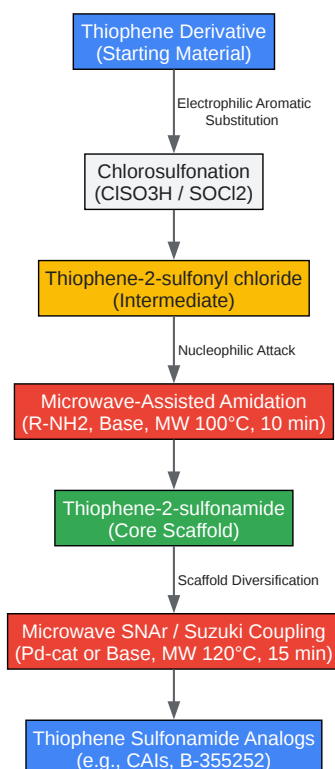 Thiophene Derivative
(Starting Material)
Electrophilic Aromatic
Substitution
Chlorosulfonation
(ClSO3H / SOCl2)
Thiophene-2-sulfonyl chloride
(Intermediate)
Nucleophilic Attack
Microwave-Assisted Amidation
(R-NH2, Base, MW 100°C, 10 min)
Thiophene-2-sulfonamide
(Core Scaffold)
Scaffold Diversification
Microwave SNAr / Suzuki Coupling
(Pd-cat or Base, MW 120°C, 15 min)
Thiophene Sulfonamide Analogs
(e.g., CAIs, B-355252)